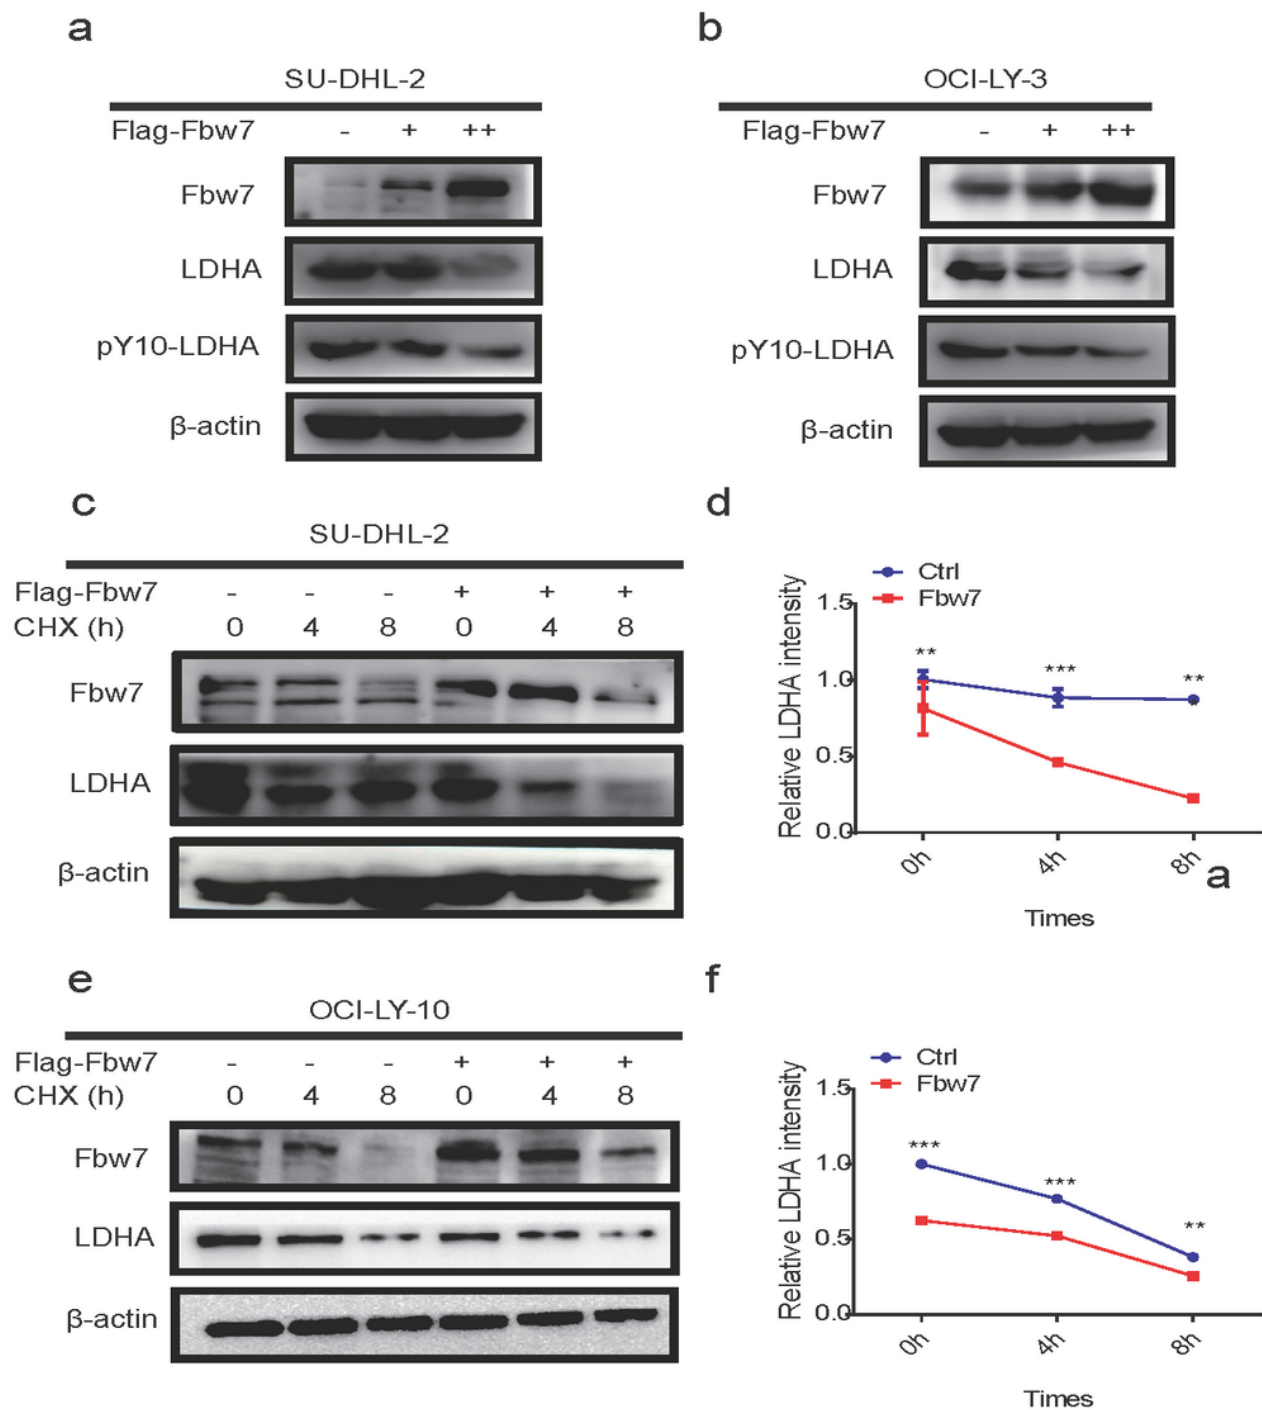 a
b
SU-DHL-2
OCI-LY-3
Flag-Fbw7 - + ++
Flag-Fbw7 - + ++
Fbw7
Fbw7
LDHA
LDHA
pY10-LDHA
pY10-LDHA
β-actin
β-actin
c
d
SU-DHL-2
Flag-Fbw7 - - - + + +
CHX (h) 0 4 8 0 4 8
Fbw7
LDHA
β-actin
Ctrl
Fbw7
Relative LDHA intensity
1.5
1.0
0.5
0.0
** *** **
*
0h 4h 8h
a
Times
e
f
OCI-LY-10
Flag-Fbw7 - - - + + +
CHX (h) 0 4 8 0 4 8
Fbw7
LDHA
β-actin
Ctrl
Fbw7
Relative LDHA intensity
1.5
1.0
0.5
0.0
*** *** **
0h 4h 8h
Times